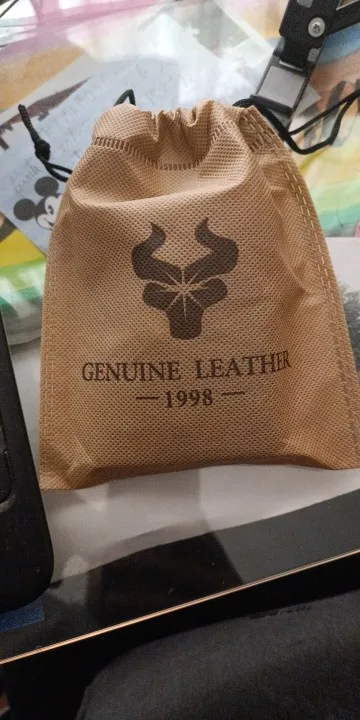 GENUINE LEATHER
— 1998 —